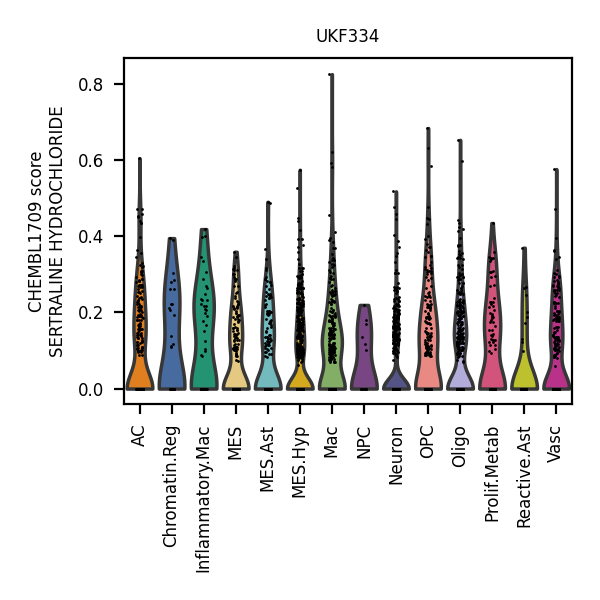 UKF334
CHEMBL1709 score
SERTRALINE HYDROCHLORIDE
0.8
0.6
0.4
0.2
0.0
AC
Chromatin.Reg
Inflammatory.Mac
MES
MES.Ast
MES.Hyp
Mac
NPC
Neuron
OPC
Oligo
Prolif.Metab
Reactive.Ast
Vasc